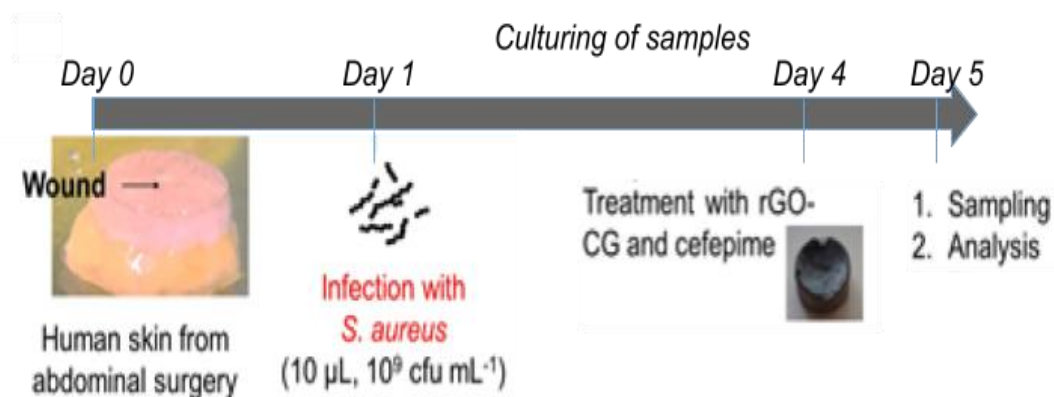 Culturing of samples
Day 0
Day 1
Day 4
Day 5
Wound
Human skin from
abdominal surgery
Infection with
S. aureus
(10 µL, 10⁹ cfu mL⁻¹)
Treatment with rGO-
CG and cefepime
1. Sampling
2. Analysis